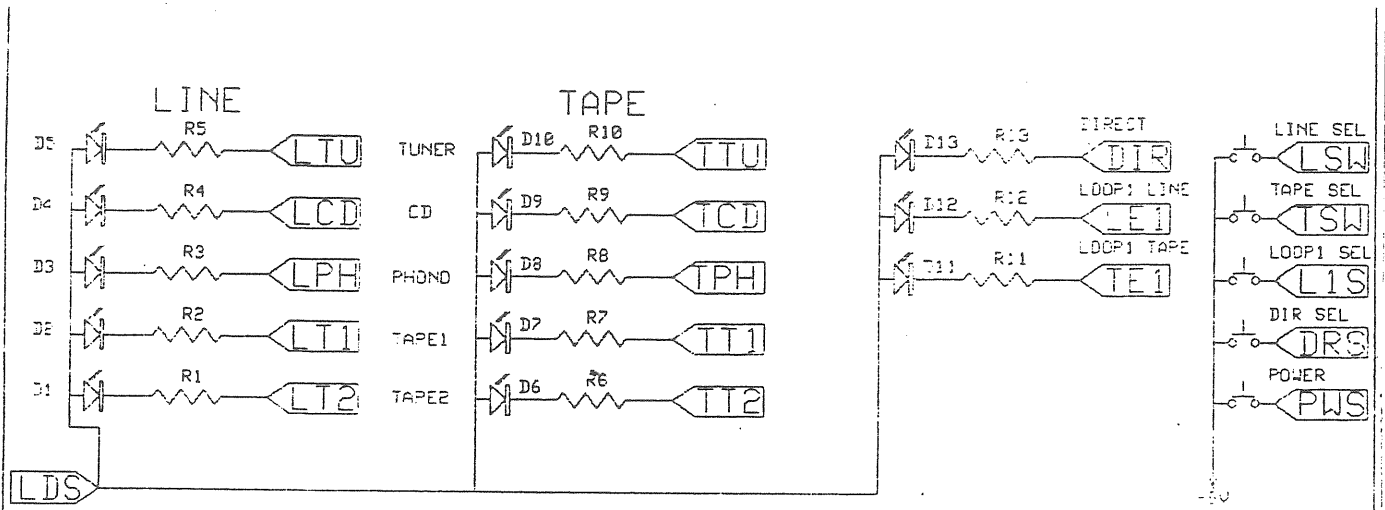 LINE TAPE
D5 R5 LTU TUNER D10 R10 TTU D13 R13 DIRECT DIR LINE SEL LSW
D4 R4 LCD CD D9 R9 TCD D12 R12 LOOP1 LINE LE1 TAPE SEL TSW
D3 R3 LPH PHONO D8 R8 TPH D11 R11 LOOP1 TAPE TE1 LOOP1 SEL L1S
D2 R2 LT1 TAPE1 D7 R7 TT1 DIR SEL DRS
D1 R1 LT2 TAPE2 D6 R6 TT2 POWER PWS
LDS